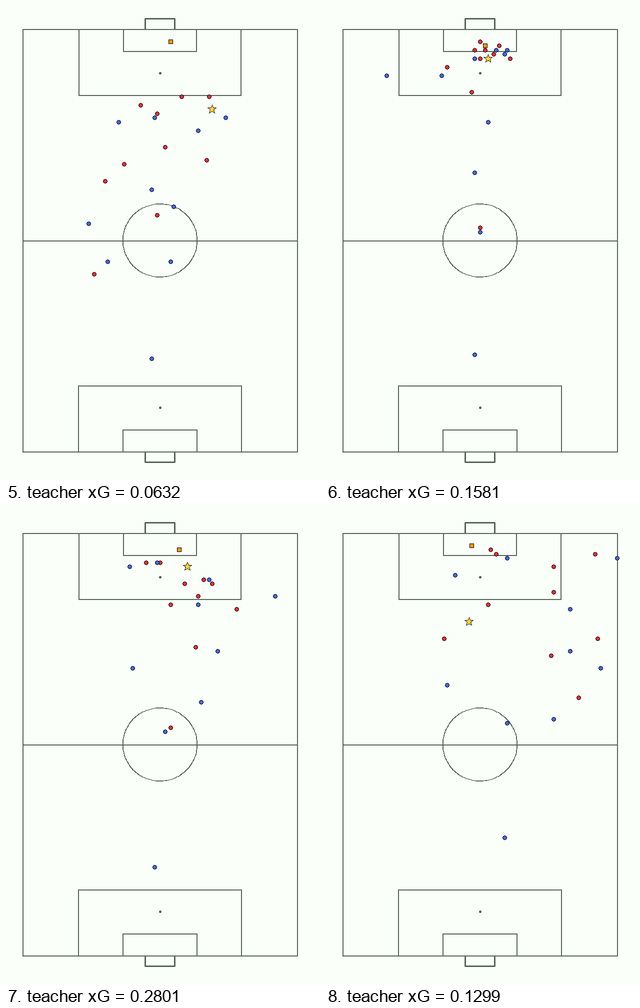 5. teacher xG = 0.0632
6. teacher xG = 0.1581
7. teacher xG = 0.2801
8. teacher xG = 0.1299